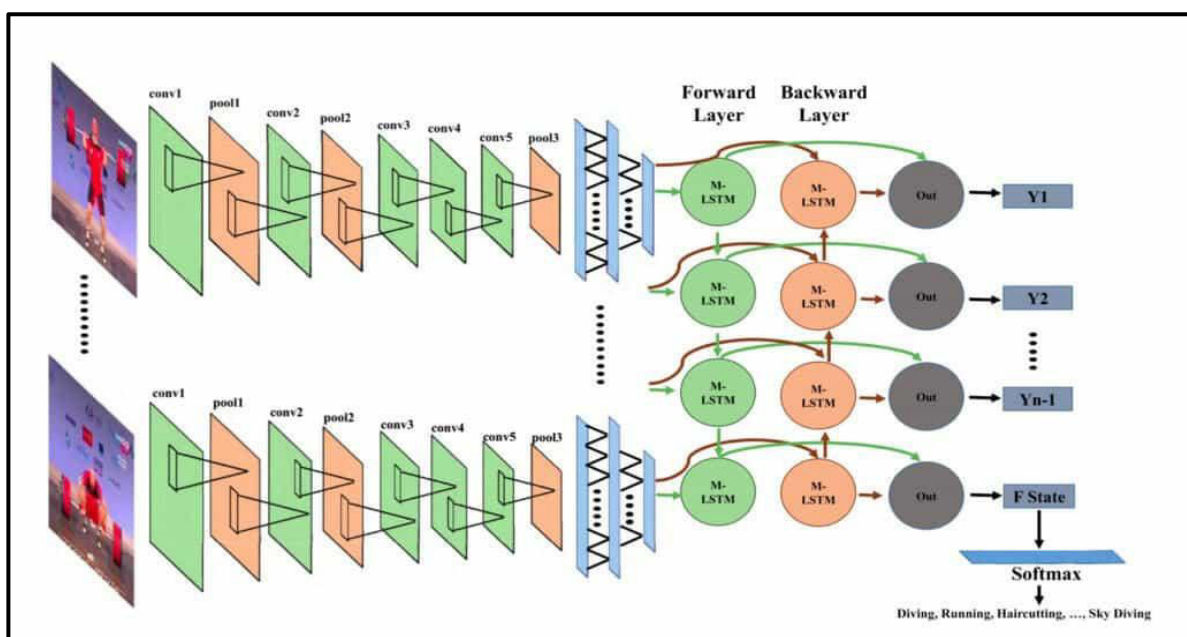 conv1
pool1
conv2
pool2
conv3
conv4
conv5
pool3
Forward
Layer
Backward
Layer
M-
LSTM
M-
LSTM
Out
Y1
M-
LSTM
M-
LSTM
Out
Y2
M-
LSTM
M-
LSTM
Out
Yn-1
conv1
pool1
conv2
pool2
conv3
conv4
conv5
pool3
M-
LSTM
M-
LSTM
Out
F State
Softmax
Diving, Running, Haircutting, ..., Sky Diving